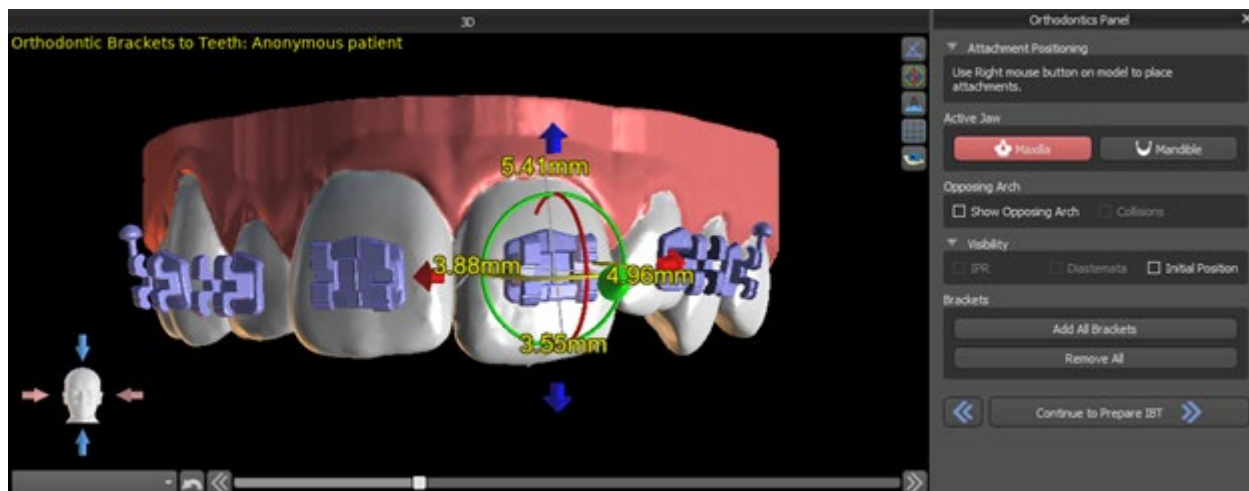 3D
Orthodontic Brackets to Teeth: Anonymous patient
5.41mm
3.88mm
4.96mm
3.55mm
Orthodontics Panel
Attachment Positioning
Use Right mouse button on model to place
attachments.
Active Jaw
Maxilla
Mandible
Opposing Arch
Show Opposing Arch
Collisions
Visibility
IPR
Diastemata
Initial Position
Brackets
Add All Brackets
Remove All
Continue to Prepare IBT